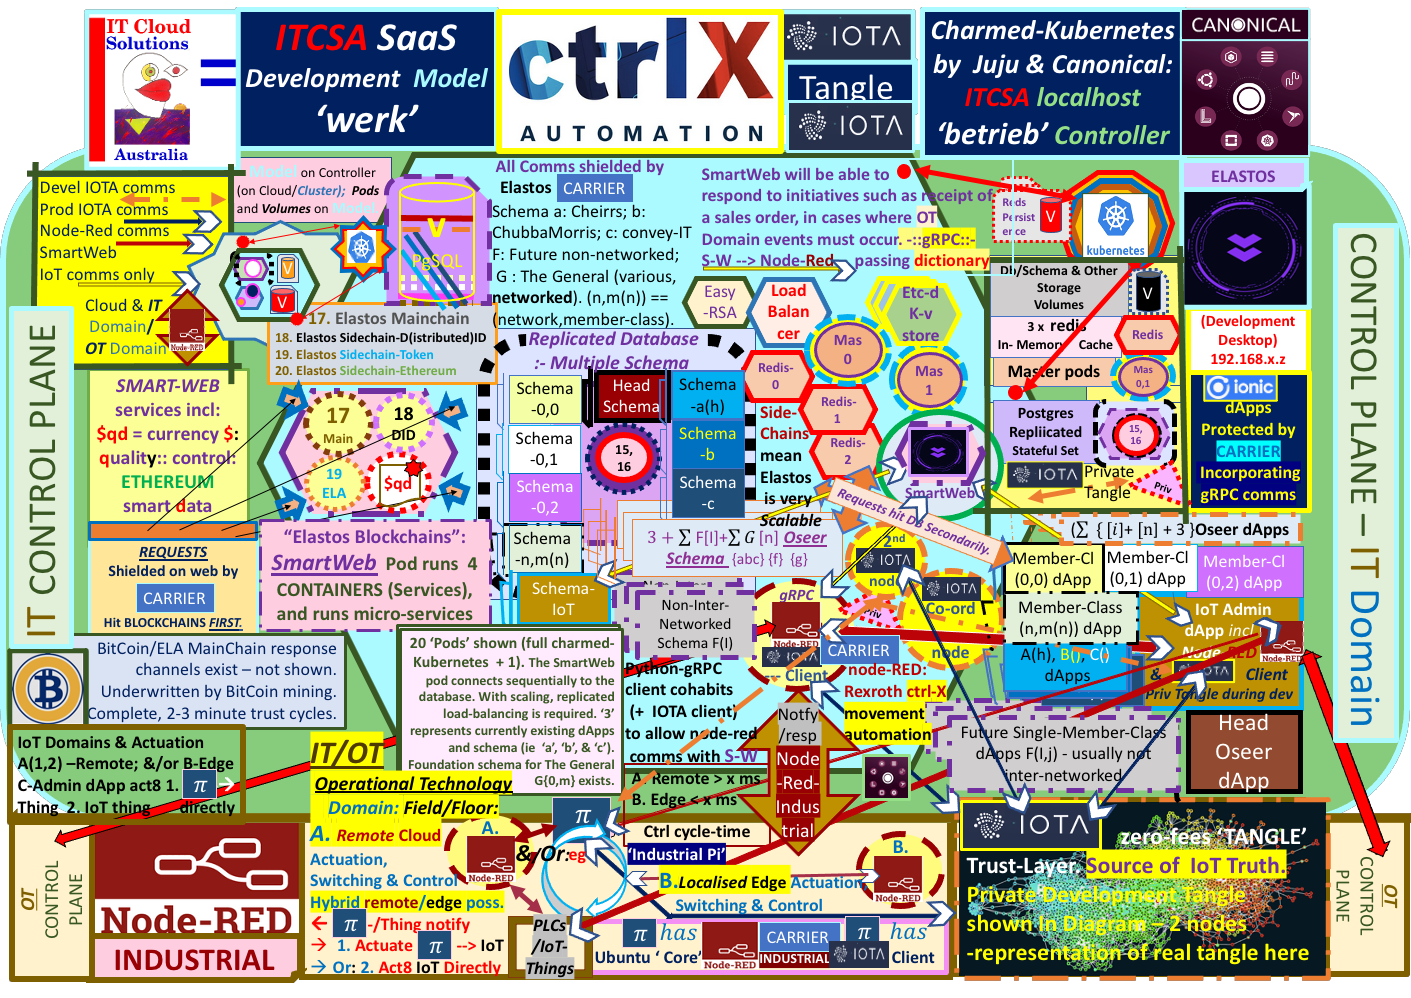 IT Cloud
Solutions
Australia
=
ITCSA SaaS
Development Model
'werk'
ctrlX
AUTOMATION
IOTA
Tangle
IOTA
Charmed-Kubernetes
by Juju & Canonical:
ITCSA localhost
'betrieb' Controller
CANONICAL
Devel IOTA comms
Prod IOTA comms
Node-Red comms
SmartWeb
IoT comms only
Cloud & IT
Domain/
OT Domain
Node-RED
Model on Controller
(on Cloud/Cluster); Pods
and Volumes on Model
V
V
V
PgSQL
17. Elastos Mainchain
18. Elastos Sidechain-D(istributed)ID
19. Elastos Sidechain-Token
20. Elastos Sidechain-Ethereum
All Comms shielded by
Elastos CARRIER
Schema a: Cheirrs; b:
ChubbaMorris; c: convey-IT
F: Future non-networked;
G : The General (various,
networked). (n,m(n)) ==
(network,member-class).
SmartWeb will be able to
respond to initiatives such as receipt of
a sales order, in cases where OT
Domain events must occur. -::gRPC::-
S-W --> Node-Red, passing dictionary
Reds
Persist
ence
V
kubernetes
ELASTOS
Easy
-RSA
Load
Balan
cer
Etc-d
K-v
store
Mas
0
Mas
1
Redis-
0
Redis-
1
Redis-
2
Db/Schema & Other
Storage
Volumes
V
3 x redis
In- Memory Cache
Redis
Master pods
Mas
0,1
Postgres
Repliicated
Stateful Set
15,
16
IOTA Private
Tangle
Priv
(Development
Desktop)
192.168.x.z
ionic
dApps
Protected by
CARRIER
Incorporating
gRPC comms
IT CONTROL PLANE
CONTROL PLANE – IT Domain
SMART-WEB
services incl:
$qd = currency $:
quality:: control:
ETHEREUM
smart data
REQUESTS
Shielded on web by
CARRIER
Hit BLOCKCHAINS FIRST.
17
Main
18
DID
19
ELA
$qd
"Elastos Blockchains":
SmartWeb Pod runs 4
CONTAINERS (Services),
and runs micro-services
Replicated Database
:- Multiple Schema
Schema
-0,0
Head
Schema
Schema
-a(h)
Schema
-0,1
15,
16
Schema
-b
Schema
-0,2
Schema
-c
Schema
-n,m(n)
Schema-
IoT
3 + ∑ F[I]+∑ G [n] Oseer
Schema {abc} {f} {g}
Side-
Chains
mean
Elastos
is very
Scalable
SmartWeb
Requests hit DB Secondarily.
Non-Inter-
Networked
Schema F(I)
gRPC
IOTA
Client
2nd
IOTA
node
IOTA
Co-ord
node
Priv
CARRIER
(∑ { [i]+ [n] + 3 }Oseer dApps
Member-Cl
(0,0) dApp
Member-Cl
(0,1) dApp
Member-Cl
(0,2) dApp
Member-Class
(n,m(n)) dApp
A(h), B(), C()
dApps
IoT Admin
dApp incl
Node-RED
& IOTA Client
Priv Tangle during dev
Future Single-Member-Class
dApps F(I,j) - usually not
inter-networked
Head
Oseer
dApp
BitCoin/ELA MainChain response
channels exist – not shown.
Underwritten by BitCoin mining.
Complete, 2-3 minute trust cycles.
20 'Pods' shown (full charmed-
Kubernetes + 1). The SmartWeb
pod connects sequentially to the
database. With scaling, replicated
load-balancing is required. '3'
represents currently existing dApps
and schema (ie 'a', 'b', & 'c').
Foundation schema for The General
G{0,m} exists.
Python-gRPC
client cohabits
(+ IOTA client)
to allow node-red
comms with S-W
A. Remote > x ms
B. Edge < x ms
node-RED:
Rexroth ctrl-X
movement
automation
Notfy
/resp
Node
-Red-
Indus
trial
IoT Domains & Actuation
A(1,2) –Remote; &/or B-Edge
C-Admin dApp act8 1. π →
Thing 2. IoT thing directly
IT/OT
Operational Technology
Domain: Field/Floor:
A. Remote Cloud
Actuation,
Switching & Control
Hybrid remote/edge poss.
← π -/Thing notify
→ 1. Actuate π --> IoT
→ Or: 2. Act8 IoT Directly
A.
Node-RED
& Or:eg
π
PLCS
/IoT-
Things
Ctrl cycle-time
'Industrial Pi'
B.Localised Edge Actuation
Switching & Control
B.
Node-RED
π has
Ubuntu 'Core'
Node-RED
CARRIER
INDUSTRIAL
π has
IOTA Client
OT
CONTROL
PLANE
Node-RED
INDUSTRIAL
IOTA
zero-fees 'TANGLE'
Trust-Layer. Source of IoT Truth.
Private Development Tangle
shown In Diagram – 2 nodes
-representation of real tangle here
OT
CONTROL
PLANE